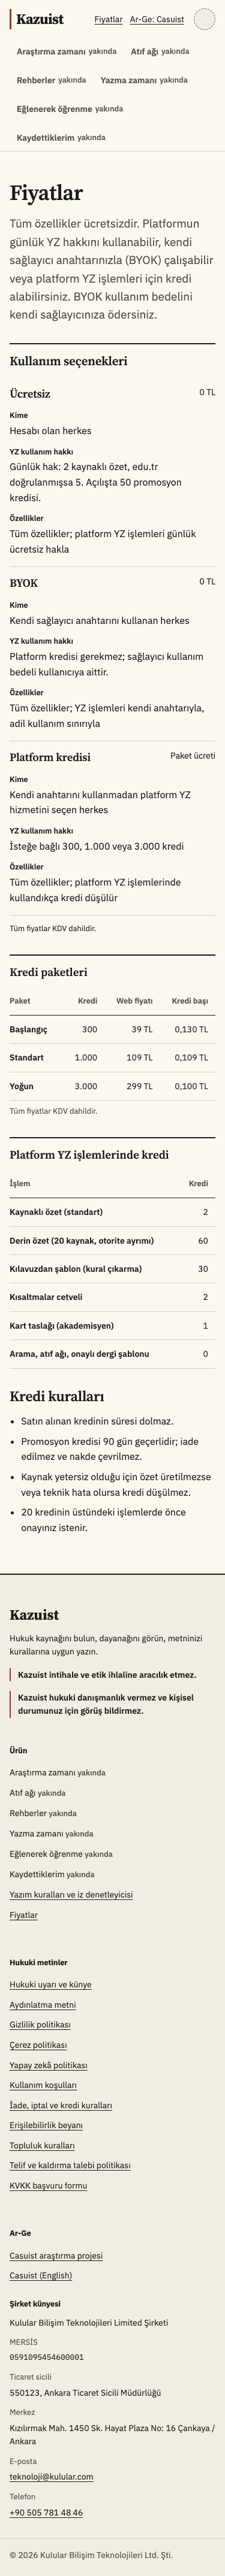 Kazuist
Fiyatlar Ar-Ge: Casuist
Araştırma zamanı yakında Atıf ağı yakında
Rehberler yakında Yazma zamanı yakında
Eğlenerek öğrenme yakında
Kaydettiklerim yakında
Fiyatlar
Tüm özellikler ücretsizdir. Platformun
günlük YZ hakkını kullanabilir, kendi
sağlayıcı anahtarınızla (BYOK) çalışabilir
veya platform YZ işlemleri için kredi
alabilirsiniz. BYOK kullanım bedelini
kendi sağlayıcınıza ödersiniz.
Kullanım seçenekleri
Ücretsiz 0 TL
Kime
Hesabı olan herkes
YZ kullanım hakkı
Günlük hak: 2 kaynaklı özet, edu.tr
doğrulanmışsa 5. Açılışta 50 promosyon
kredisi.
Özellikler
Tüm özellikler; platform YZ işlemleri günlük
ücretsiz hakla
BYOK 0 TL
Kime
Kendi sağlayıcı anahtarını kullanan herkes
YZ kullanım hakkı
Platform kredisi gerekmez; sağlayıcı kullanım
bedeli kullanıcıya aittir.
Özellikler
Tüm özellikler; YZ işlemleri kendi anahtarıyla,
adil kullanım sınırıyla
Platform kredisi Paket ücreti
Kime
Kendi anahtarını kullanmadan platform YZ
hizmetini seçen herkes
YZ kullanım hakkı
İsteğe bağlı 300, 1.000 veya 3.000 kredi
Özellikler
Tüm özellikler; platform YZ işlemlerinde
kullandıkça kredi düşülür
Tüm fiyatlar KDV dahildir.
Kredi paketleri
Paket Kredi Web fiyatı Kredi başı
Başlangıç 300 39 TL 0,130 TL
Standart 1.000 109 TL 0,109 TL
Yoğun 3.000 299 TL 0,100 TL
Tüm fiyatlar KDV dahildir.
Platform YZ işlemlerinde kredi
İşlem Kredi
Kaynaklı özet (standart) 2
Derin özet (20 kaynak, otorite ayrımı) 60
Kılavuzdan şablon (kural çıkarma) 30
Kısaltmalar cetveli 2
Kart taslağı (akademisyen) 1
Arama, atıf ağı, onaylı dergi şablonu 0
Kredi kuralları
• Satın alınan kredinin süresi dolmaz.
• Promosyon kredisi 90 gün geçerlidir; iade
edilmez ve nakde çevrilmez.
• Kaynak yetersiz olduğu için özet üretilmezse
veya teknik hata olursa kredi düşülmez.
• 20 kredinin üstündeki işlemlerde önce
onayınız istenir.
Kazuist
Hukuk kaynağını bulun, dayanağını görün, metninizi
kurallarına uygun yazın.
Kazuist intihale ve etik ihlaline aracılık etmez.
Kazuist hukuki danışmanlık vermez ve kişisel
durumunuz için görüş bildirmez.
Ürün
Araştırma zamanı yakında
Atıf ağı yakında
Rehberler yakında
Yazma zamanı yakında
Eğlenerek öğrenme yakında
Kaydettiklerim yakında
Yazım kuralları ve iz denetleyicisi
Fiyatlar
Hukuki metinler
Hukuki uyarı ve künye
Aydınlatma metni
Gizlilik politikası
Çerez politikası
Yapay zekâ politikası
Kullanım koşulları
İade, iptal ve kredi kuralları
Erişilebilirlik beyanı
Topluluk kuralları
Telif ve kaldırma talebi politikası
KVKK başvuru formu
Ar-Ge
Casuist araştırma projesi
Casuist (English)
Şirket künyesi
Kulular Bilişim Teknolojileri Limited Şirketi
MERSİS
0591095454600001
Ticaret sicili
550123, Ankara Ticaret Sicili Müdürlüğü
Merkez
Kızılırmak Mah. 1450 Sk. Hayat Plaza No: 16 Çankaya /
Ankara
E-posta
teknoloji@kulular.com
Telefon
+90 505 781 48 46
© 2026 Kulular Bilişim Teknolojileri Ltd. Şti.